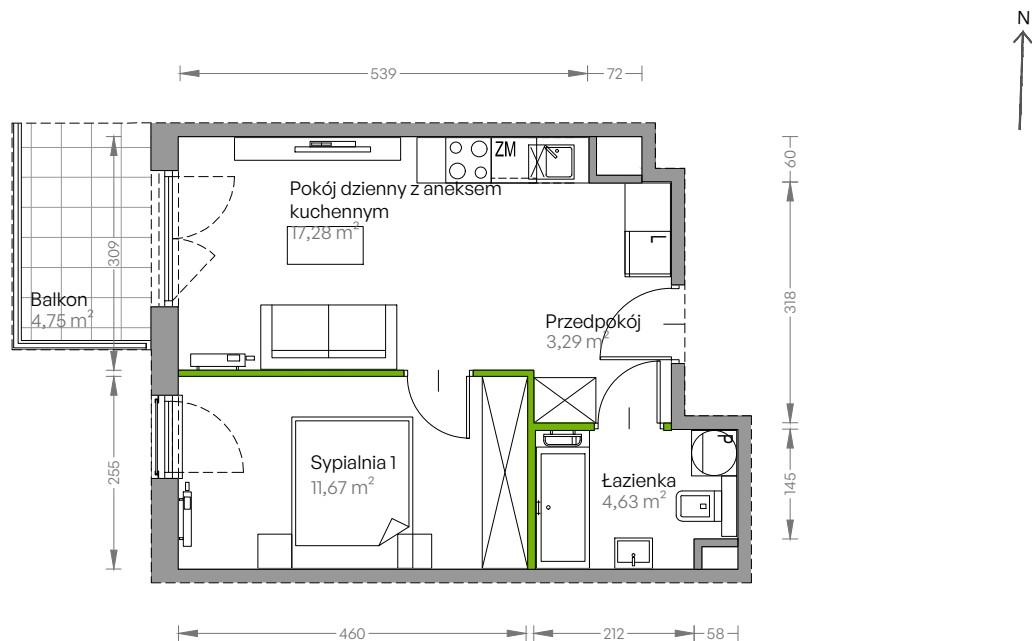 N
539
72
60
ZM
Pokój dzienny z aneksem
kuchennym
17,28 m²
L
309
Balkon
4,75 m²
Przedpokój
3,29 m²
318
P
Sypialnia 1
11,67 m²
Łazienka
4,63 m²
255
145
460
212
58